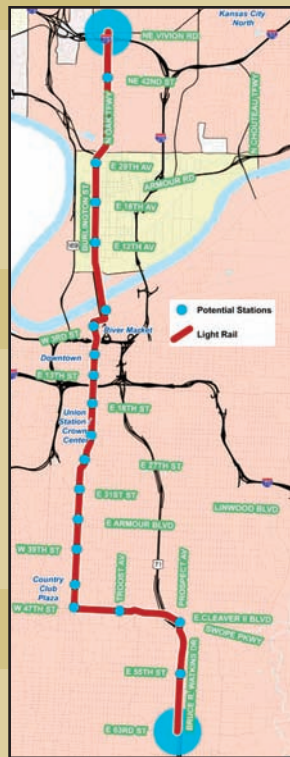 Kansas City
North
NE VIVION RD
NE 42ND ST
N OAK TFWY
N CHOUTEAU TFWY
E 29TH AV
ARMOUR RD
BURLINGTON ST
E 18TH AV
E 12TH AV
169
Potential Stations
River Market
W 3RD ST
Light Rail
Downtown
E 13TH ST
Union
Station /
Crown
Center
E 18TH ST
E 27TH ST
E 31ST ST
LINWOOD BLVD
E ARMOUR BLVD
W 39TH ST
71
Country
Club
Plaza
TROOST AV
PROSPECT AV
W 47TH ST
E CLEAVER II BLVD
SWOPE PKWY
E 55TH ST
BRUCE R. WATKINS DR
E 63RD ST